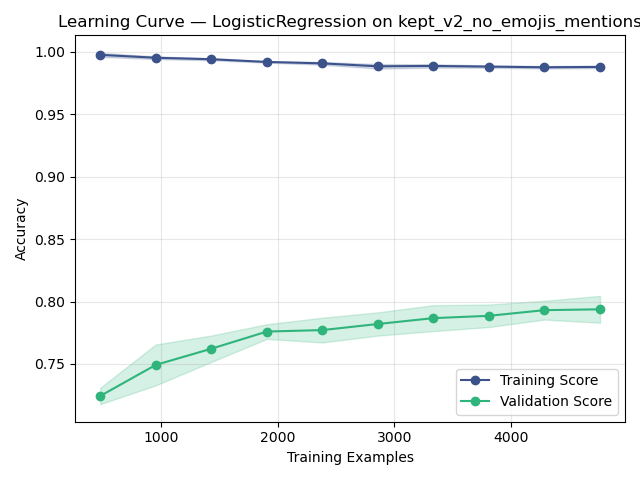 Learning Curve — LogisticRegression on kept_v2_no_emojis_mentions
1.00
0.95
0.90
0.85
0.80
0.75
Accuracy
Training Score
Validation Score
1000 2000 3000 4000
Training Examples